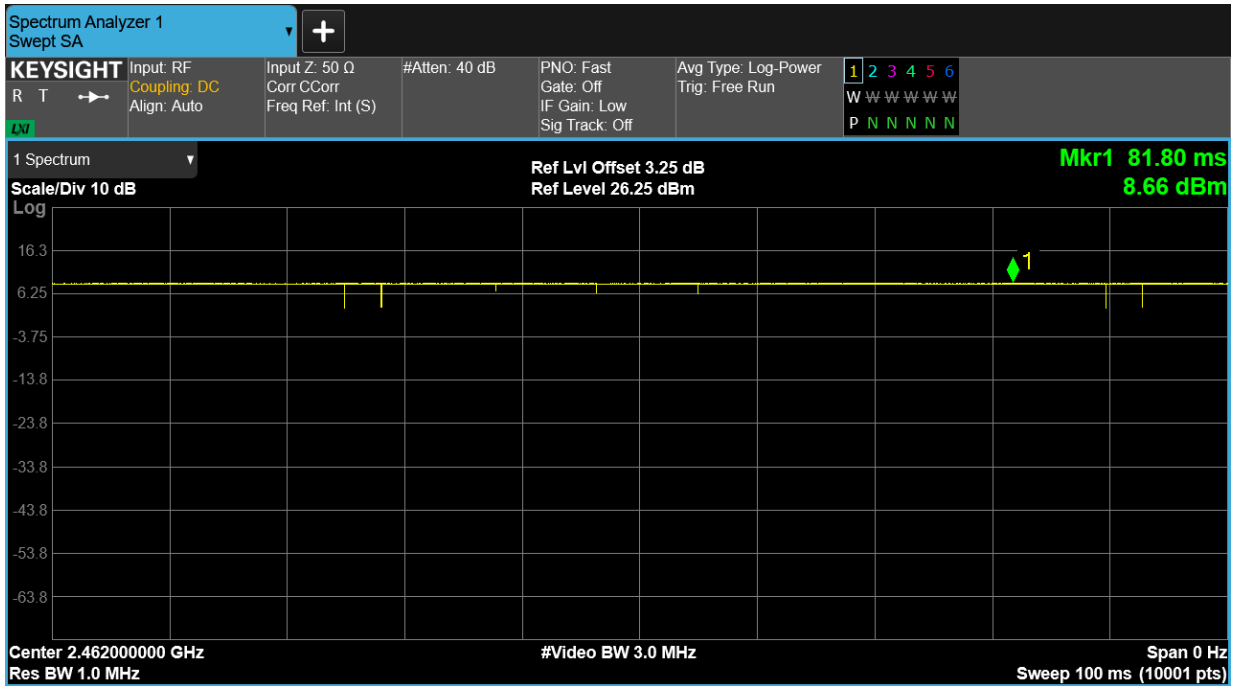 Spectrum Analyzer 1
Swept SA
▼
+
KEYSIGHT
R T
LXI
Input: RF
Coupling: DC
Align: Auto
Input Z: 50 Ω
Corr CCorr
Freq Ref: Int (S)
#Atten: 40 dB
PNO: Fast
Gate: Off
IF Gain: Low
Sig Track: Off
Avg Type: Log-Power
Trig: Free Run
1 2 3 4 5 6
W W W W W W
P N N N N N
1 Spectrum ▼
Scale/Div 10 dB
Log
Ref Lvl Offset 3.25 dB
Ref Level 26.25 dBm
Mkr1 81.80 ms
8.66 dBm
16.3
6.25
-3.75
-13.8
-23.8
-33.8
-43.8
-53.8
-63.8
1
Center 2.462000000 GHz
Res BW 1.0 MHz
#Video BW 3.0 MHz
Span 0 Hz
Sweep 100 ms (10001 pts)